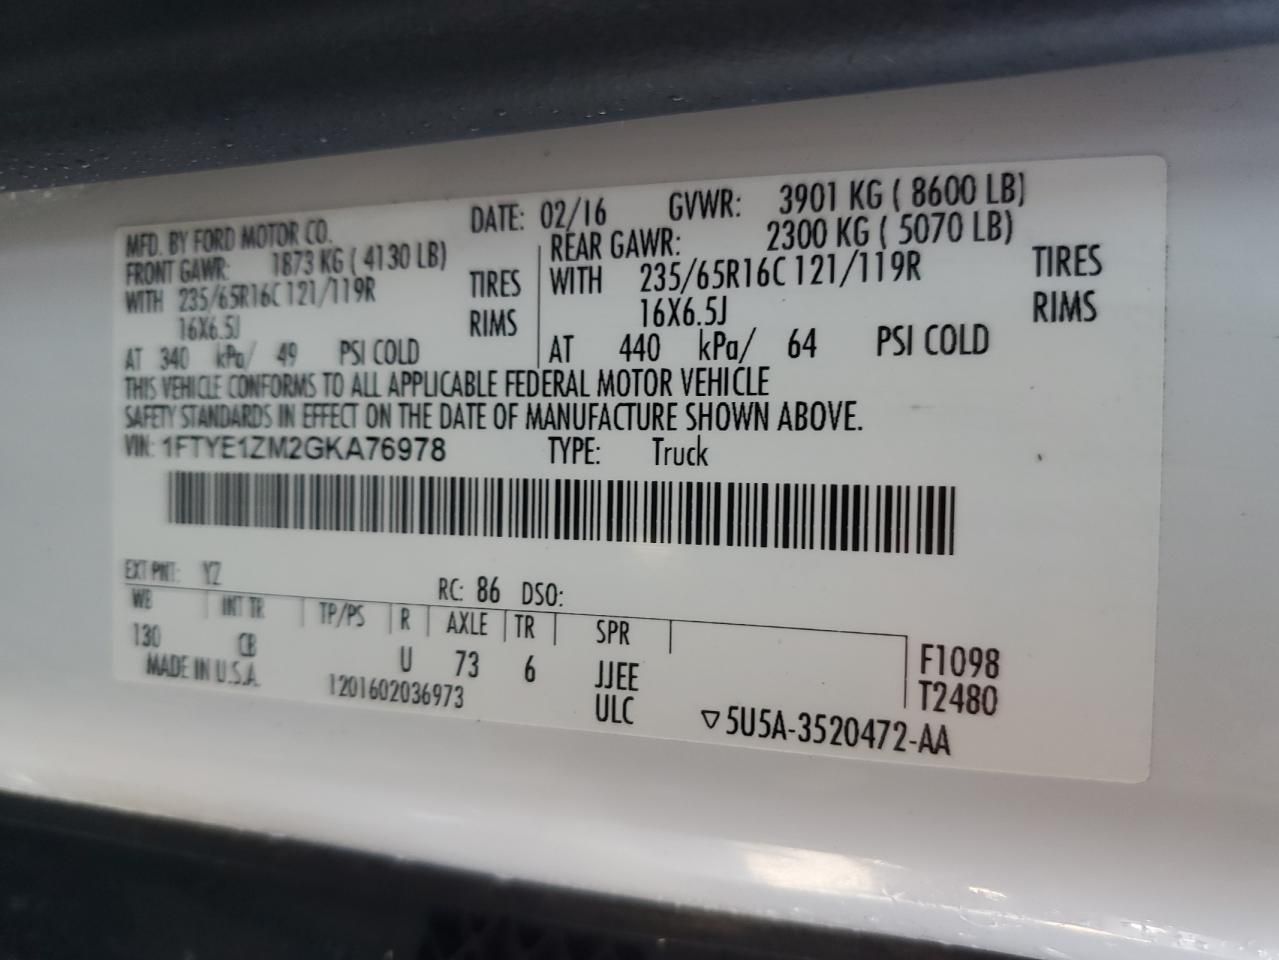 MFD. BY FORD MOTOR CO. DATE: 02/16 GVWR: 3901 KG ( 8600 LB)
FRONT GAWR: 1873 KG ( 4130 LB) REAR GAWR: 2300 KG ( 5070 LB)
WITH 235/65R16C 121/119R TIRES WITH 235/65R16C 121/119R TIRES
16X6.5J RIMS 16X6.5J RIMS
AT 340 kPa/ 49 PSI COLD AT 440 kPa/ 64 PSI COLD
THIS VEHICLE CONFORMS TO ALL APPLICABLE FEDERAL MOTOR VEHICLE
SAFETY STANDARDS IN EFFECT ON THE DATE OF MANUFACTURE SHOWN ABOVE.
VIN: 1FTYE1ZM2GKA76978 TYPE: Truck
EXT PNT: YZ RC: 86 DSO:
WB INT TR TP/PS R AXLE TR SPR
130 CB U 73 6 JJEE F1098
MADE IN U.S.A. 1201602036973 ULC T2480
▽5U5A-3520472-AA